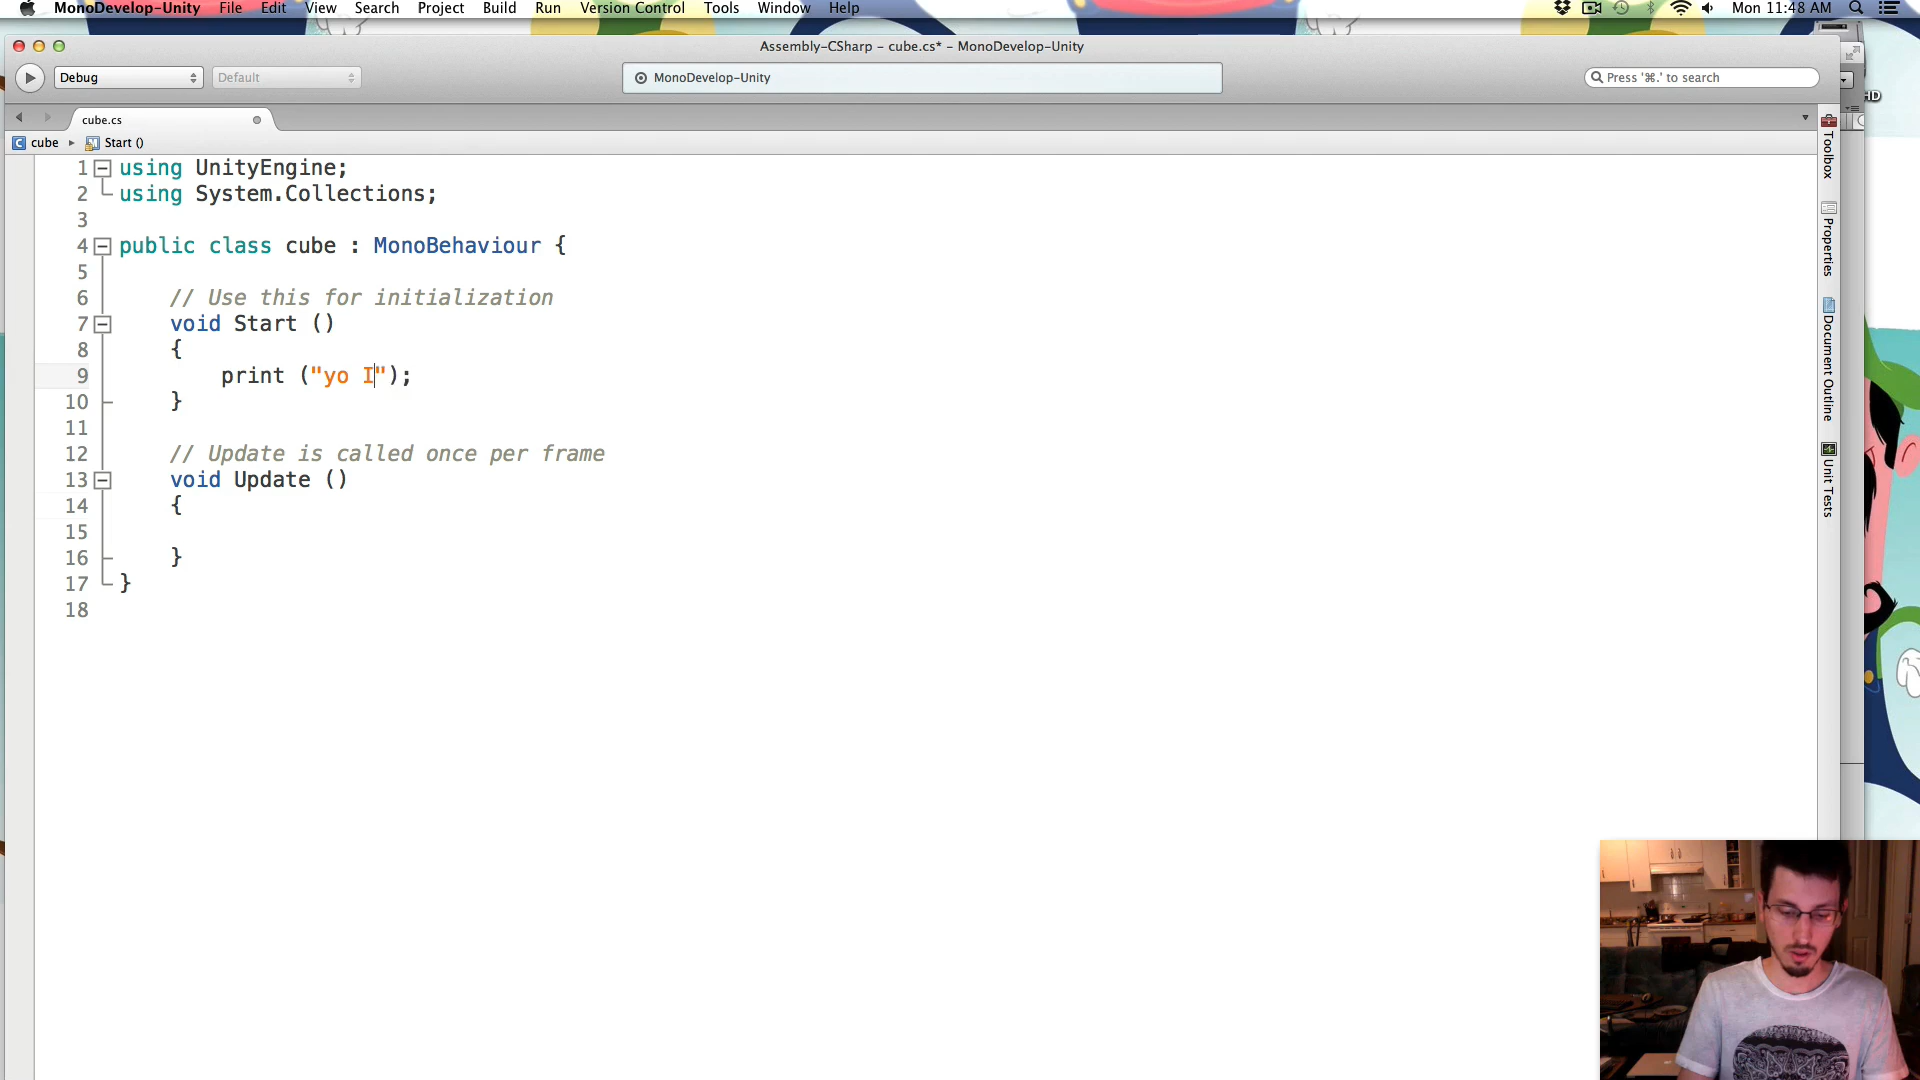 MonoDevelop-Unity File Edit View Search Project Build Run Version Control Tools Window Help Mon 11:48 AM
Assembly-CSharp – cube.cs* – MonoDevelop-Unity
Debug Default MonoDevelop-Unity Press '⌘.' to search
HD
cube.cs
cube ▸ Start ()
1 using UnityEngine;
2 using System.Collections;
3
4 public class cube : MonoBehaviour {
5
6 // Use this for initialization
7 void Start ()
8 {
9 print ("yo I");
10 }
11
12 // Update is called once per frame
13 void Update ()
14 {
15
16 }
17 }
18
Toolbox
Properties
Document Outline
Unit Tests